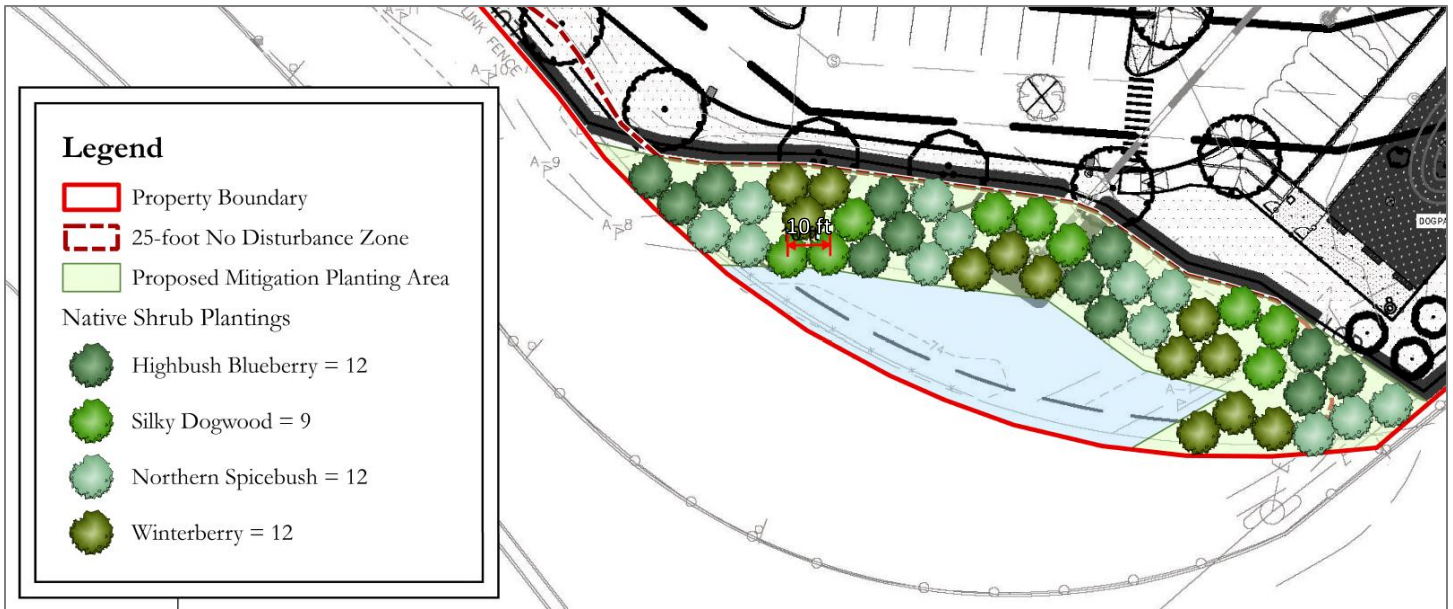 LINK FENCE
A-10
A-9
A-8
Legend
Property Boundary
25-foot No Disturbance Zone
Proposed Mitigation Planting Area
Native Shrub Plantings
Highbush Blueberry = 12
Silky Dogwood = 9
Northern Spicebush = 12
Winterberry = 12
10 ft
S
S
74
DOGPA